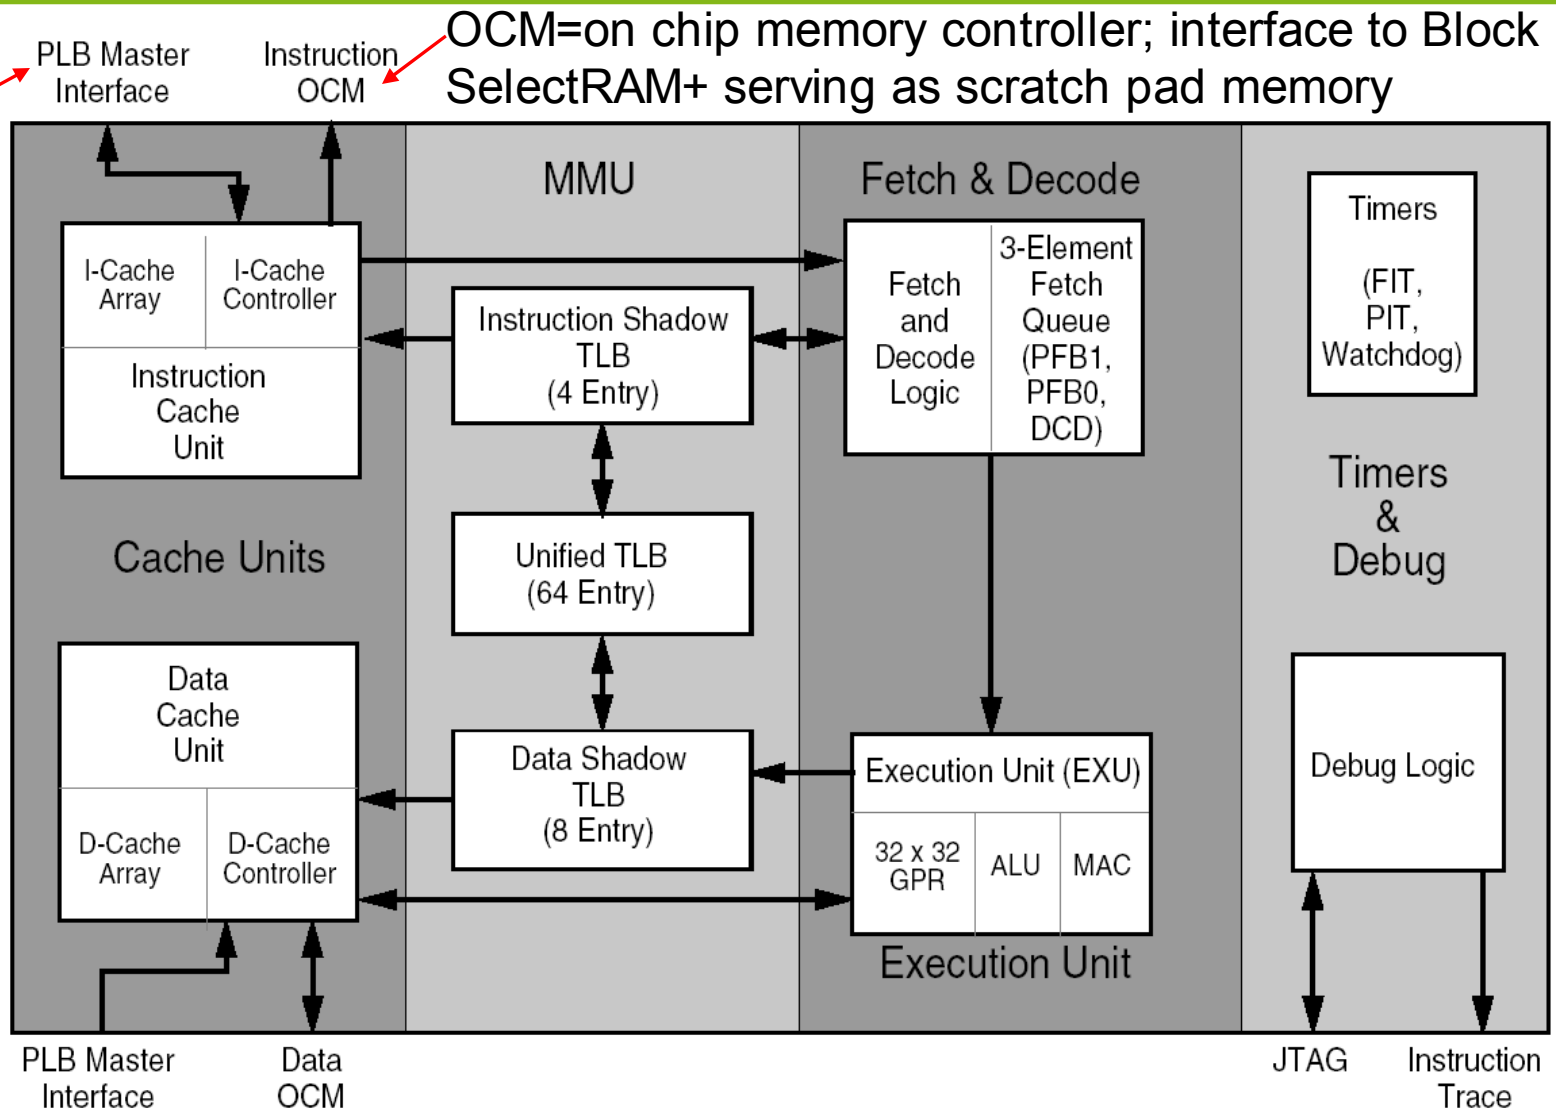 OCM=on chip memory controller; interface to Block
SelectRAM+ serving as scratch pad memory
PLB Master
Interface
Instruction
OCM
MMU
Fetch & Decode
I-Cache
Array
I-Cache
Controller
Instruction
Cache
Unit
Instruction Shadow
TLB
(4 Entry)
Fetch
and
Decode
Logic
3-Element
Fetch
Queue
(PFB1,
PFB0,
DCD)
Timers
(FIT,
PIT,
Watchdog)
Cache Units
Unified TLB
(64 Entry)
Timers
&
Debug
Data
Cache
Unit
D-Cache
Array
D-Cache
Controller
Data Shadow
TLB
(8 Entry)
Execution Unit (EXU)
32 x 32
GPR
ALU
MAC
Execution Unit
Debug Logic
PLB Master
Interface
Data
OCM
JTAG
Instruction
Trace